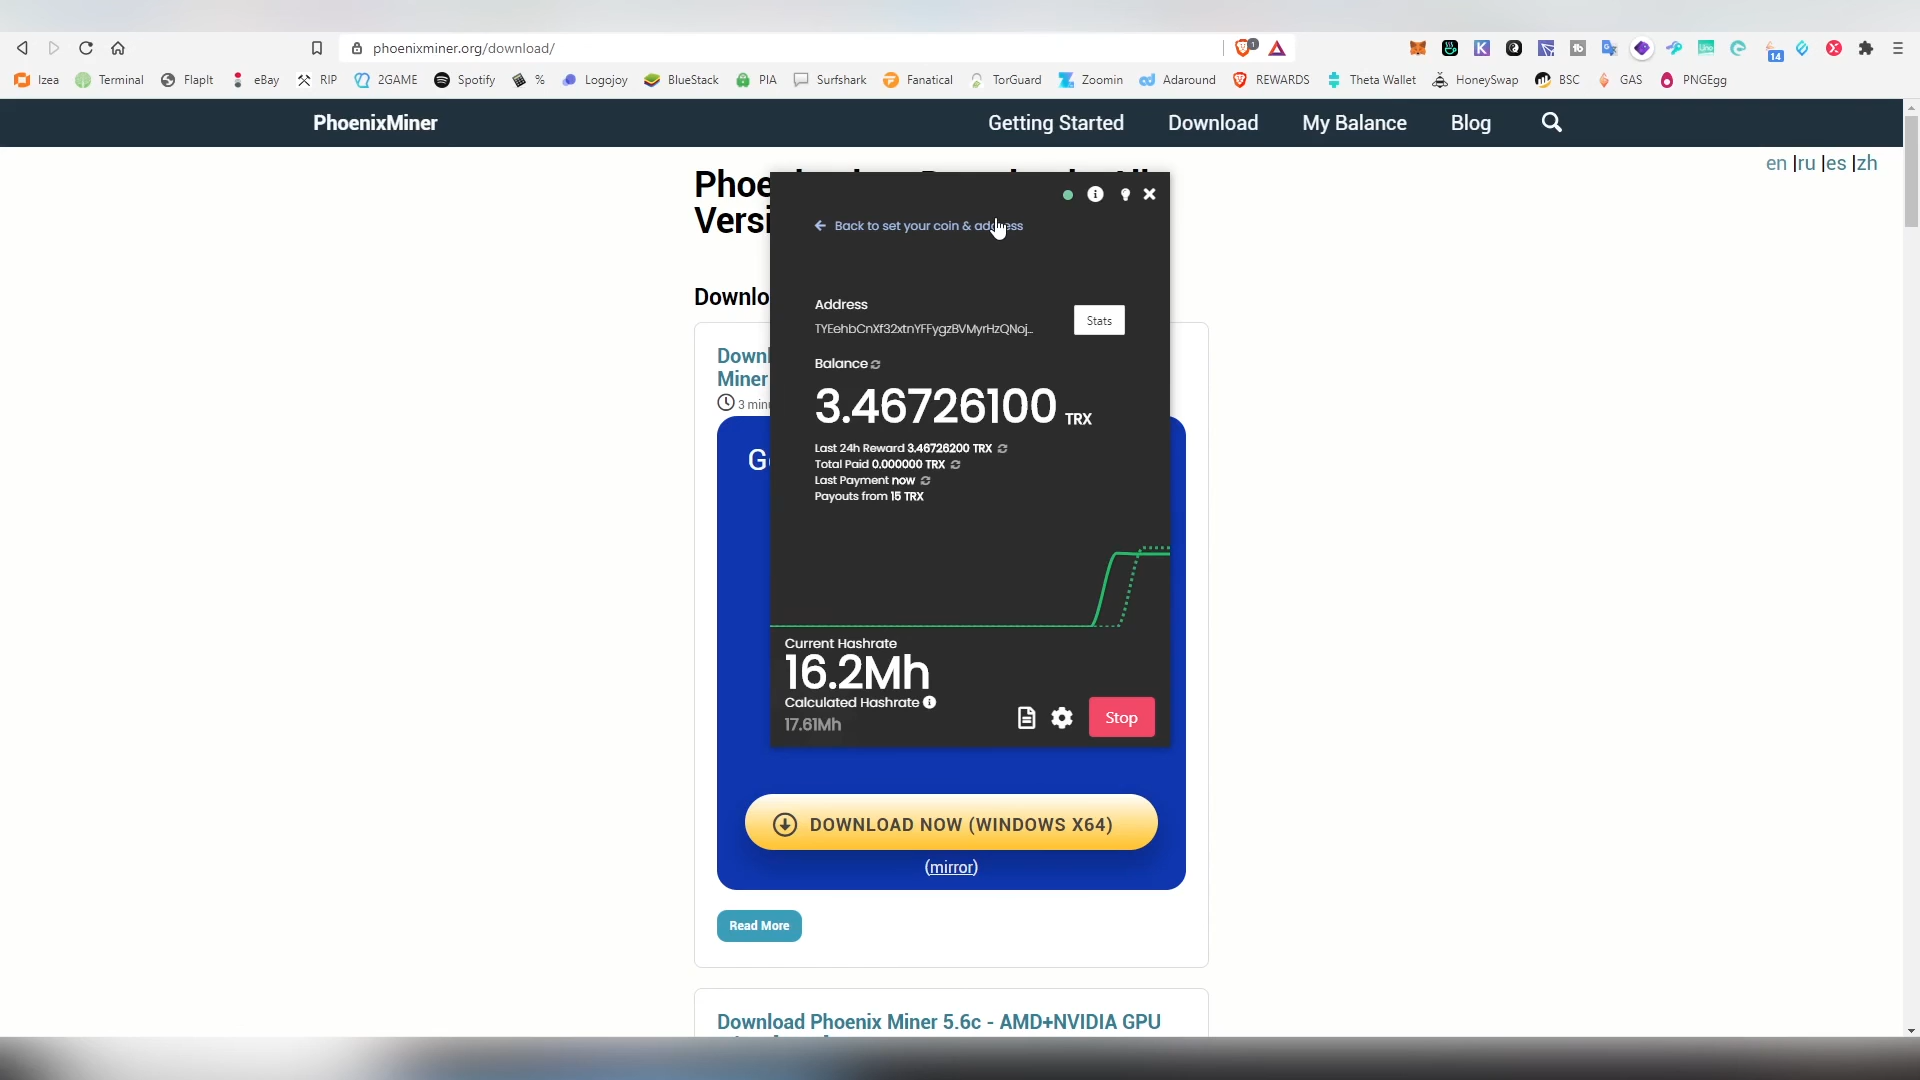 phoenixminer.org/download/
1
14
Izea
Terminal
FlapIt
eBay
RIP
2GAME
Spotify
%
Logojoy
BlueStack
PIA
Surfshark
Fanatical
TorGuard
Zoomin
Adaround
REWARDS
Theta Wallet
HoneySwap
BSC
GAS
PNGEgg
PhoenixMiner
Getting Started
Download
My Balance
Blog
en |ru |es |zh
Phoe
Versi
Back to set your coin & address
Downlo
Address
TYEehbCnXf32xtnYFFygzBVMyrHzQNoj...
Stats
Downl
Miner
3 min
Balance
3.46726100 TRX
Last 24h Reward 3.46726200 TRX
Total Paid 0.000000 TRX
Last Payment now
Payouts from 15 TRX
Current Hashrate
16.2Mh
Calculated Hashrate
17.61Mh
Stop
DOWNLOAD NOW (WINDOWS X64)
(mirror)
Read More
Download Phoenix Miner 5.6c - AMD+NVIDIA GPU